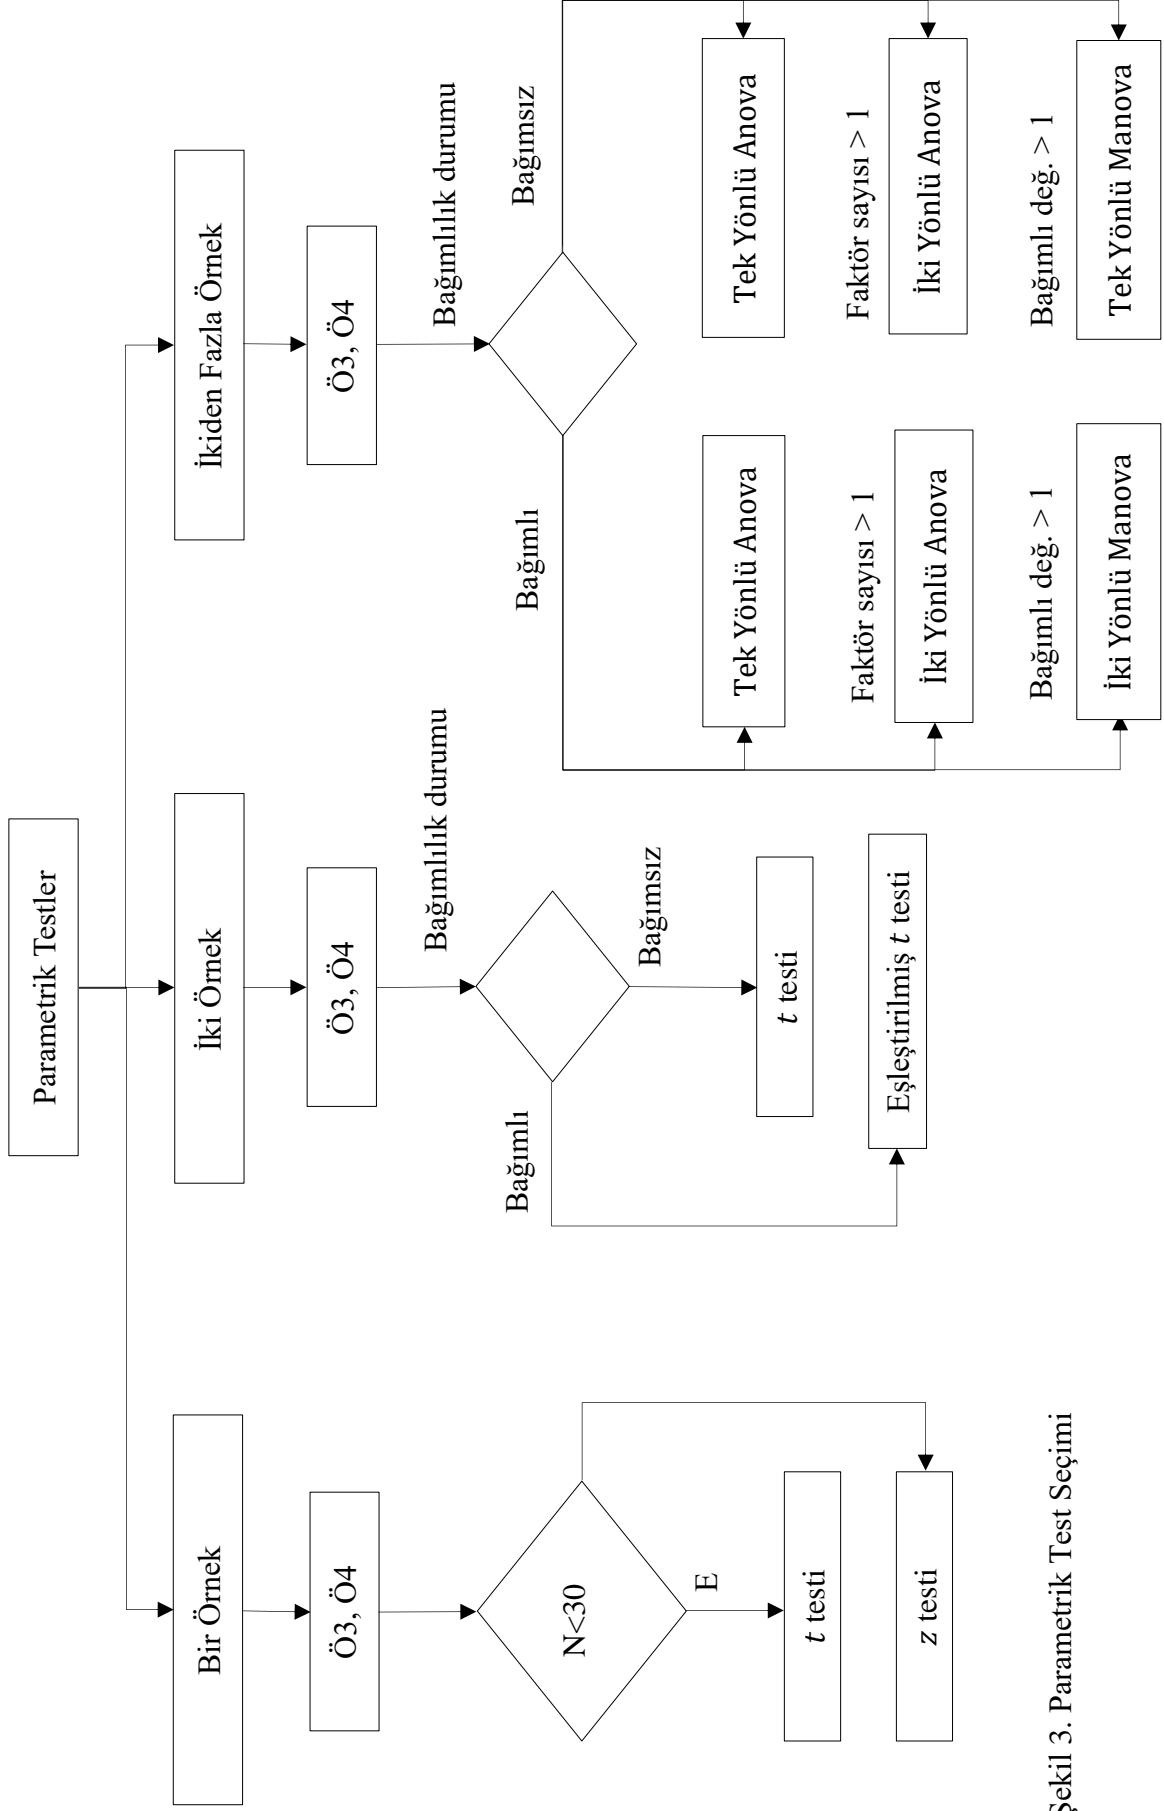 Parametrik Testler
Bir Örnek
İki Örnek
İkiden Fazla Örnek
Ö3, Ö4
Ö3, Ö4
Ö3, Ö4
Bağımlılık durumu
Bağımlılık durumu
N<30
E
t testi
z testi
Bağımlı
Bağımsız
t testi
Eşleştirilmiş t testi
Bağımlı
Bağımsız
Tek Yönlü Anova
Faktör sayısı > 1
İki Yönlü Anova
Bağımlı değ. > 1
İki Yönlü Manova
Tek Yönlü Anova
Faktör sayısı > 1
İki Yönlü Anova
Bağımlı değ. > 1
Tek Yönlü Manova
Şekil 3. Parametrik Test Seçimi